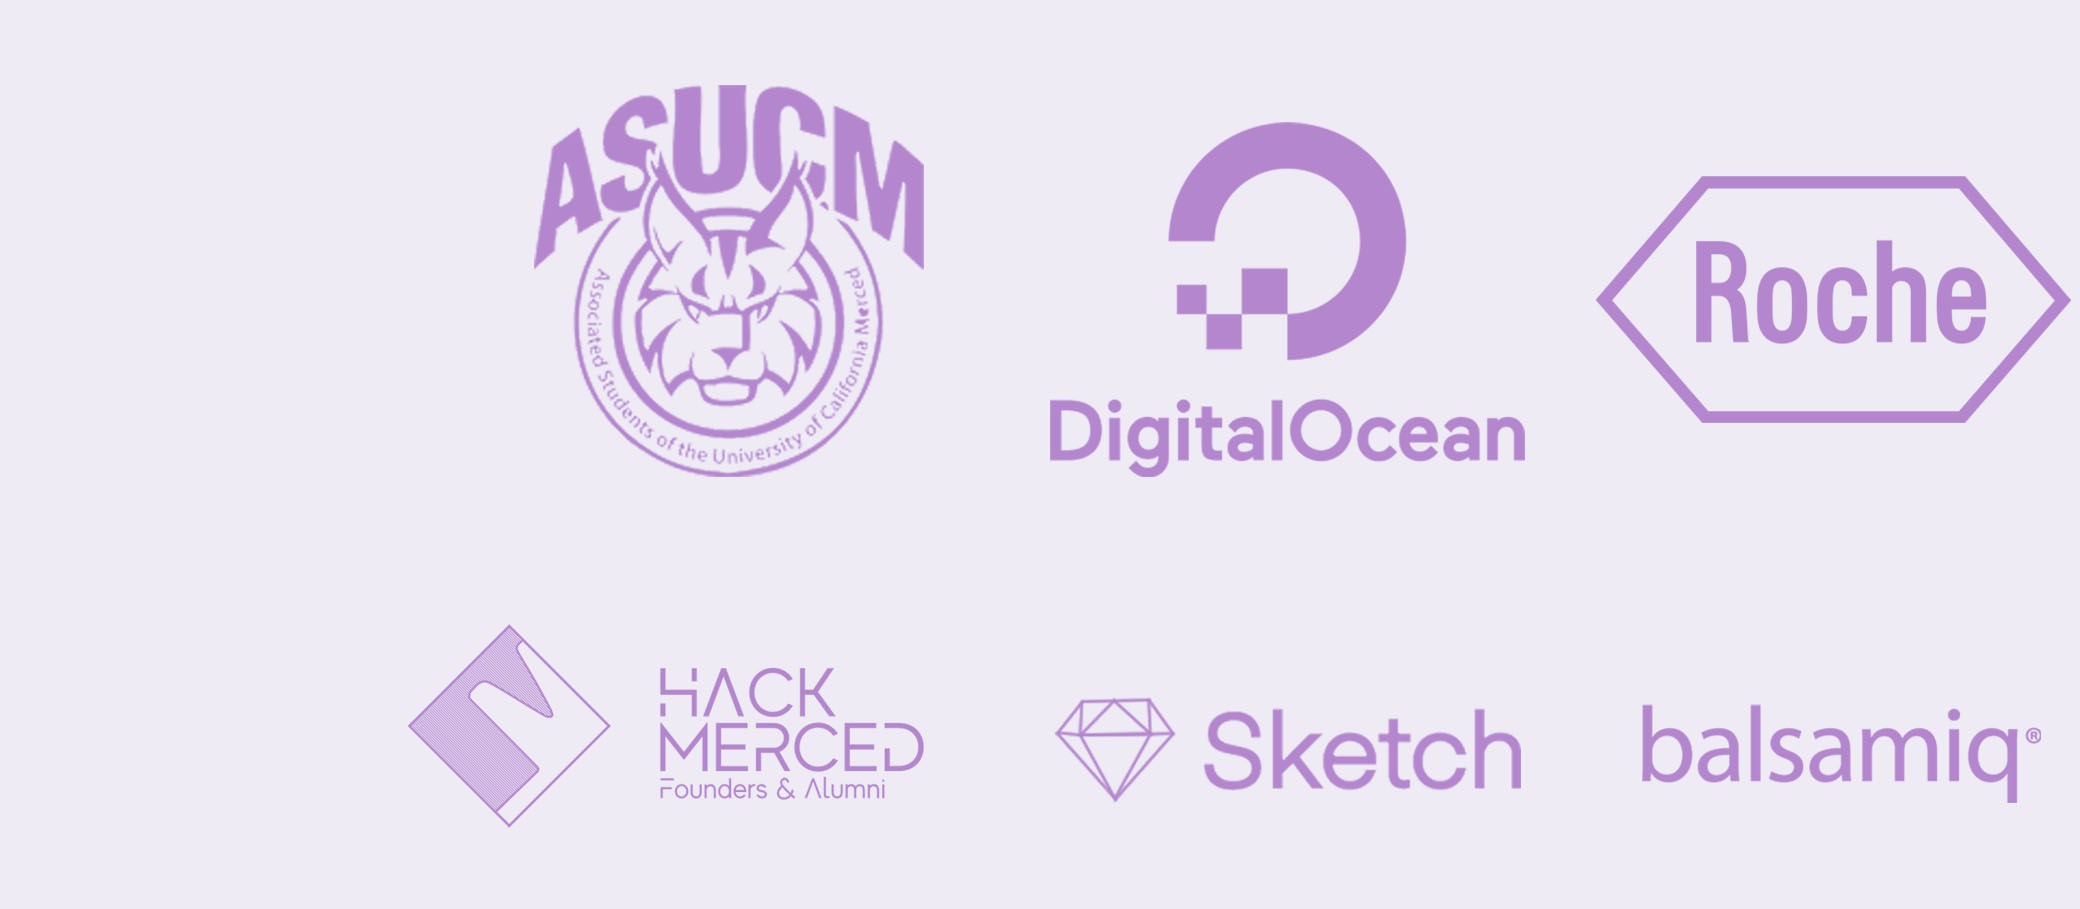 ASUCM
Associated Students of the University of California Merced
DigitalOcean
Roche
HACK
MERCED
Founders & Alumni
Sketch
balsamiq®